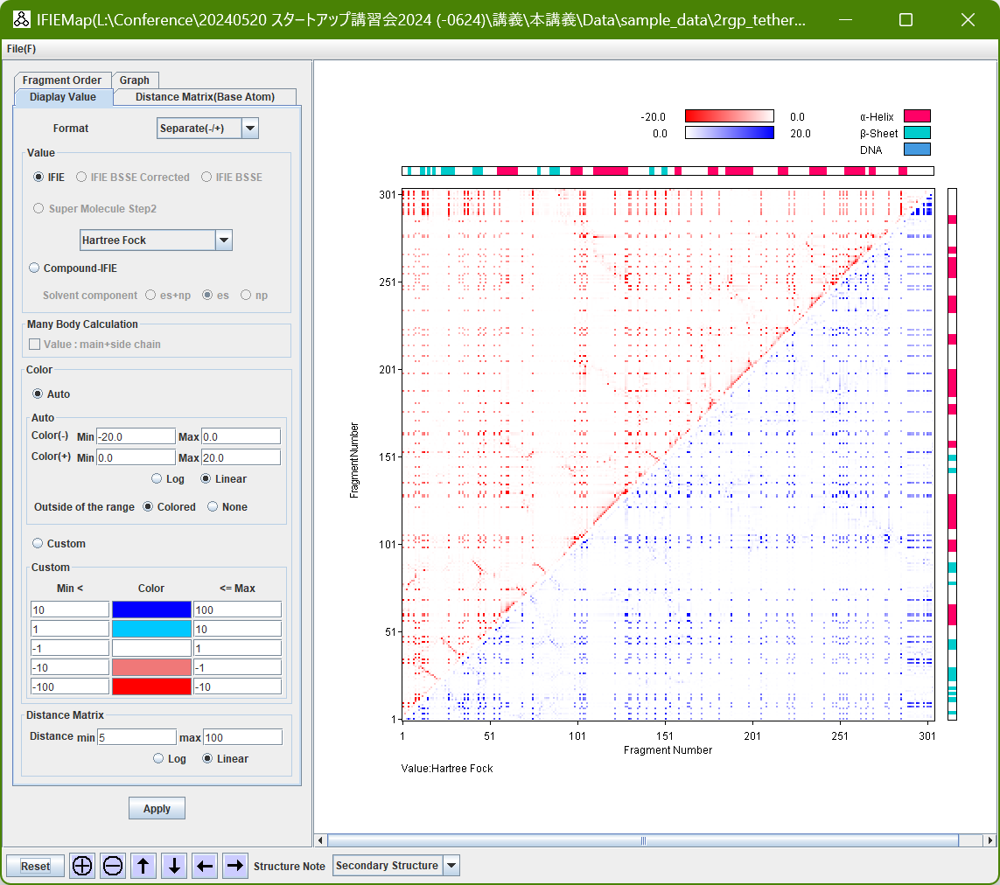 IFIEMap(L:\Conference\20240520 スタートアップ講習会2024 (-0624)\講義\本講義\Data\sample_data\2rgp_tether...
File(F)
Fragment Order
Graph
Diaplay Value
Distance Matrix(Base Atom)
Format
Separate(-/+)
Value
IFIE
IFIE BSSE Corrected
IFIE BSSE
Super Molecule Step2
Hartree Fock
Compound-IFIE
Solvent component
es+np
es
np
Many Body Calculation
Value : main+side chain
Color
Auto
Auto
Color(-) Min -20.0 Max 0.0
Color(+) Min 0.0 Max 20.0
Log
Linear
Outside of the range
Colored
None
Custom
Custom
Min < Color <= Max
10 100
1 10
-1 1
-10 -1
-100 -10
Distance Matrix
Distance min 5 max 100
Log
Linear
Apply
-20.0 0.0
0.0 20.0
α-Helix
β-Sheet
DNA
301
251
201
151
101
51
1
FragmentNumber
1 51 101 151 201 251 301
Fragment Number
Value:Hartree Fock
Reset
Structure Note
Secondary Structure